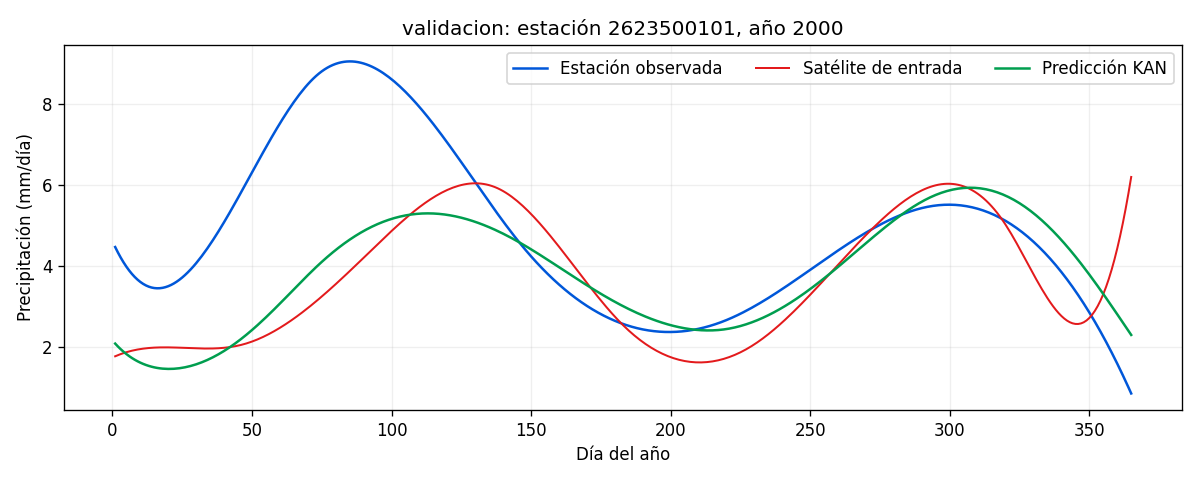 validacion: estación 2623500101, año 2000
Estación observada
Satélite de entrada
Predicción KAN
Precipitación (mm/día)
8
6
4
2
0
50
100
150
200
250
300
350
Día del año